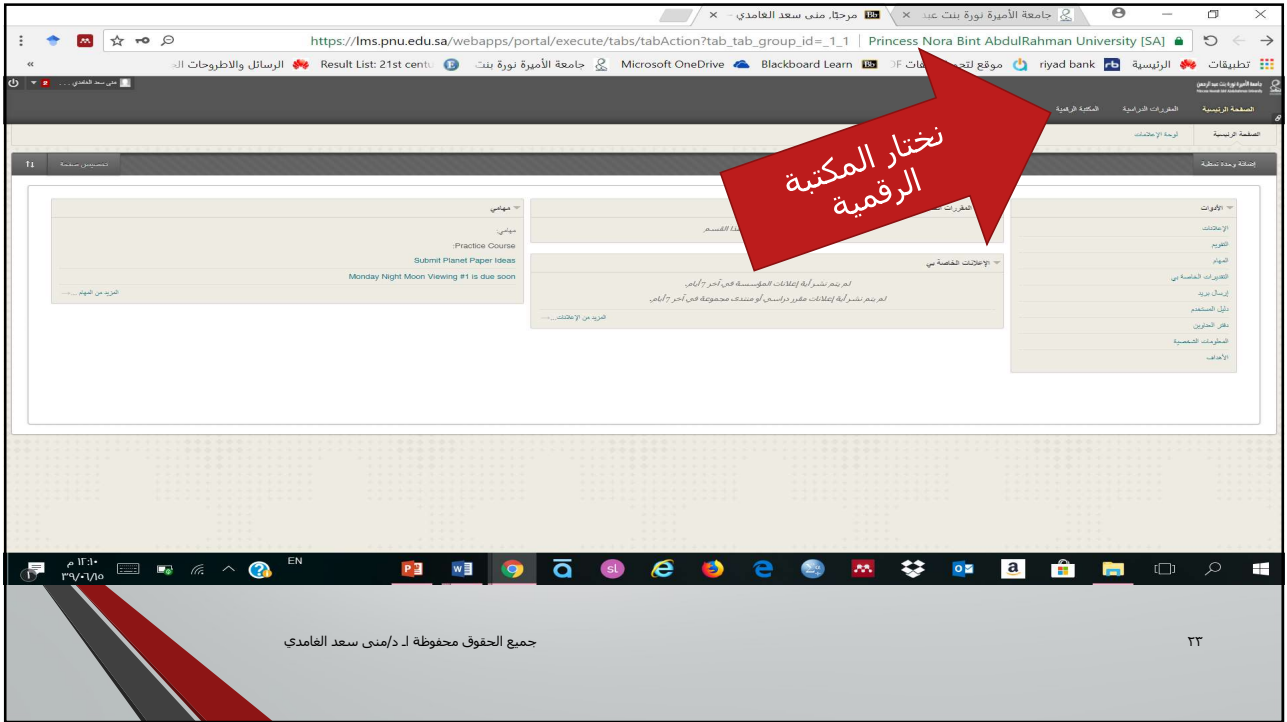 جامعة الأميرة نورة بنت عبد
مرحبًا, منى سعد الغامدي -
https://lms.pnu.edu.sa/webapps/portal/execute/tabs/tabAction?tab_tab_group_id=_1_1
Princess Nora Bint AbdulRahman University [SA]
تطبيقات
الرئيسية
riyad bank
Blackboard Learn
Microsoft OneDrive
جامعة الأميرة نورة بنت
Result List: 21st centu
الرسائل والاطروحات ال
الصفحة الرئيسية
المقررات الدراسية
المكتبة الرقمية
منى سعد الغامدي
الصفحة الرئيسية
لوحة الإعلانات
إضافة وحدة نمطية
تخصيص صفحة
نختار المكتبة
الرقمية
الأدوات
الإعلانات
التقويم
المهام
التقديرات الخاصة بي
إرسال بريد
دليل المستخدم
دفتر العناوين
المعلومات الشخصية
الأهداف
الإعلانات الخاصة بي
لم يتم نشر أية إعلانات المؤسسة في آخر 7 أيام.
لم يتم نشر أية إعلانات مقرر دراسي أو منتدى مجموعة في آخر 7 أيام.
المزيد من الإعلانات...
مهامي
مهامي:
Practice Course:
Submit Planet Paper Ideas
Monday Night Moon Viewing #1 is due soon
المزيد من المهام ...
EN
١٢:١٠ م
٣٩/٠٦/١٥
جميع الحقوق محفوظة لـ د/منى سعد الغامدي
٢٣